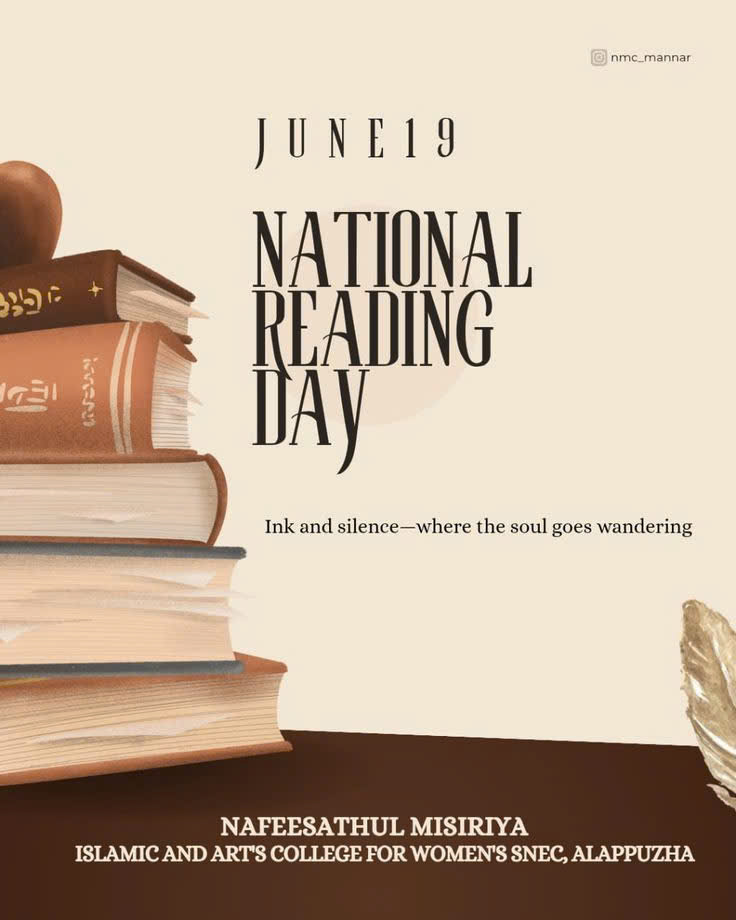 nmc_mannar
JUNE19
NATIONAL
READING
DAY
Ink and silence—where the soul goes wandering
NAFEESATHUL MISIRIYA
ISLAMIC AND ART'S COLLEGE FOR WOMEN'S SNEC, ALAPPUZHA